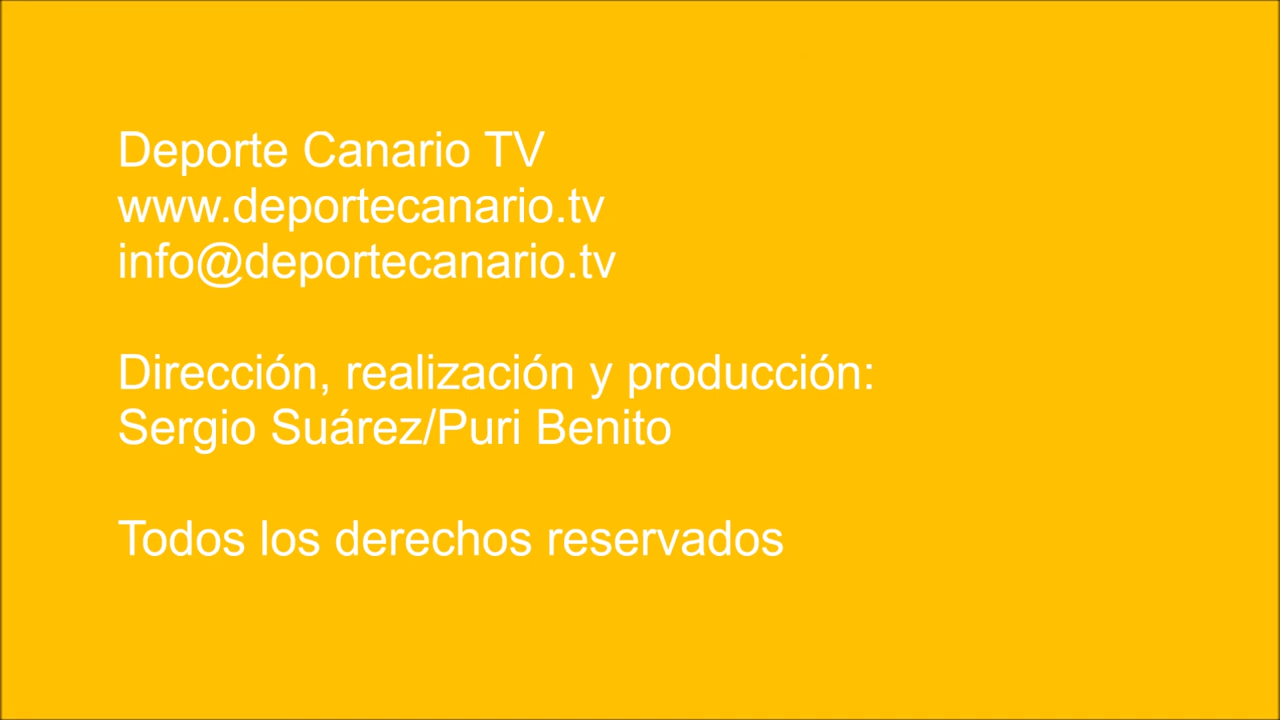 Deporte Canario TV
www.deportecanario.tv
info@deportecanario.tv
Dirección, realización y producción:
Sergio Suárez/Puri Benito
Todos los derechos reservados